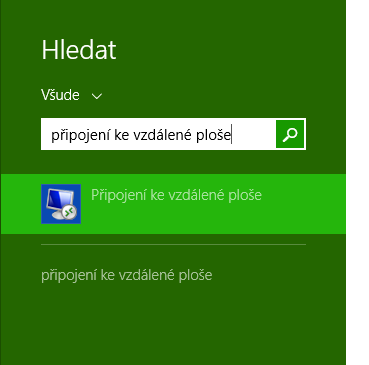 Hledat
Všude
připojení ke vzdálené ploše
Připojení ke vzdálené ploše
připojení ke vzdálené ploše